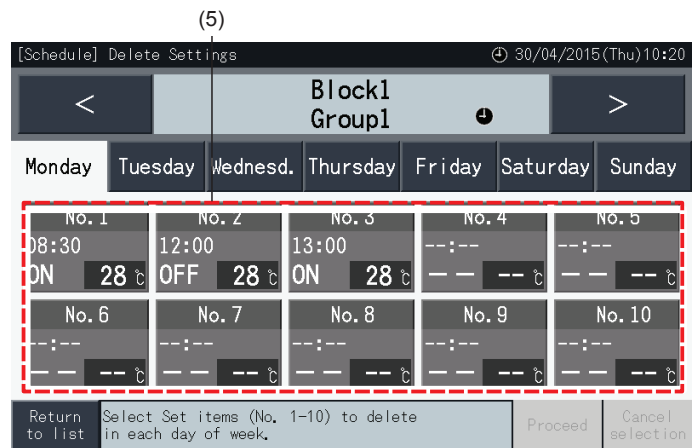 (5)
[Schedule] Delete Settings 30/04/2015(Thu)10:20
< Block1 >
Group1
Monday Tuesday Wednesd. Thursday Friday Saturday Sunday
No. 1 No. 2 No. 3 No. 4 No. 5
08:30 12:00 13:00 --:-- --:--
ON 28 ℃ OFF 28 ℃ ON 28 ℃ -- -- ℃ -- -- ℃
No. 6 No. 7 No. 8 No. 9 No. 10
--:-- --:-- --:-- --:-- --:--
-- -- ℃ -- -- ℃ -- -- ℃ -- -- ℃ -- -- ℃
Return Select Set items (No. 1-10) to delete Proceed Cancel
to list in each day of week. selection